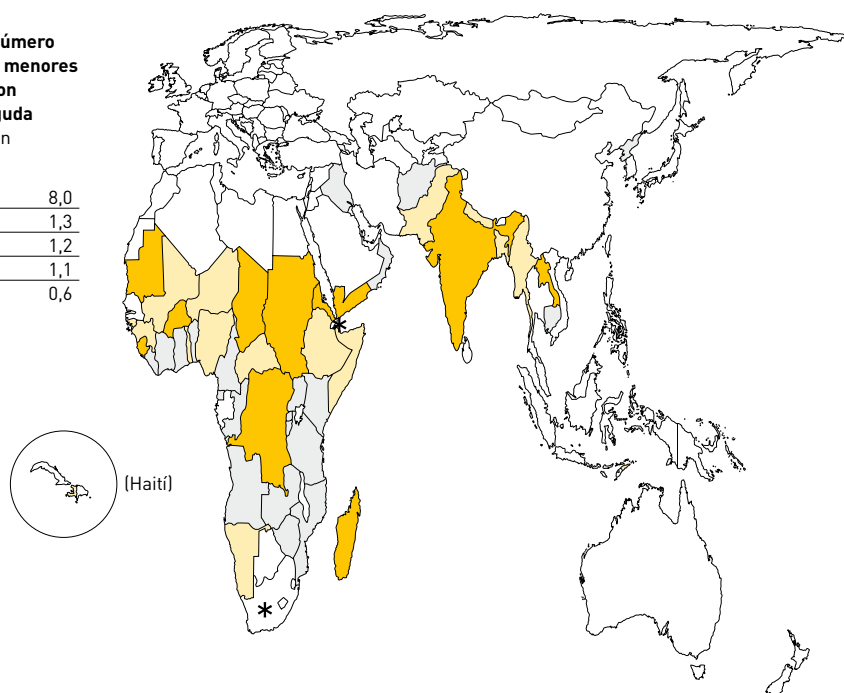 úmero
menores
on
guda
n
8,0
1,3
1,2
1,1
0,6
*
(Haití)
*